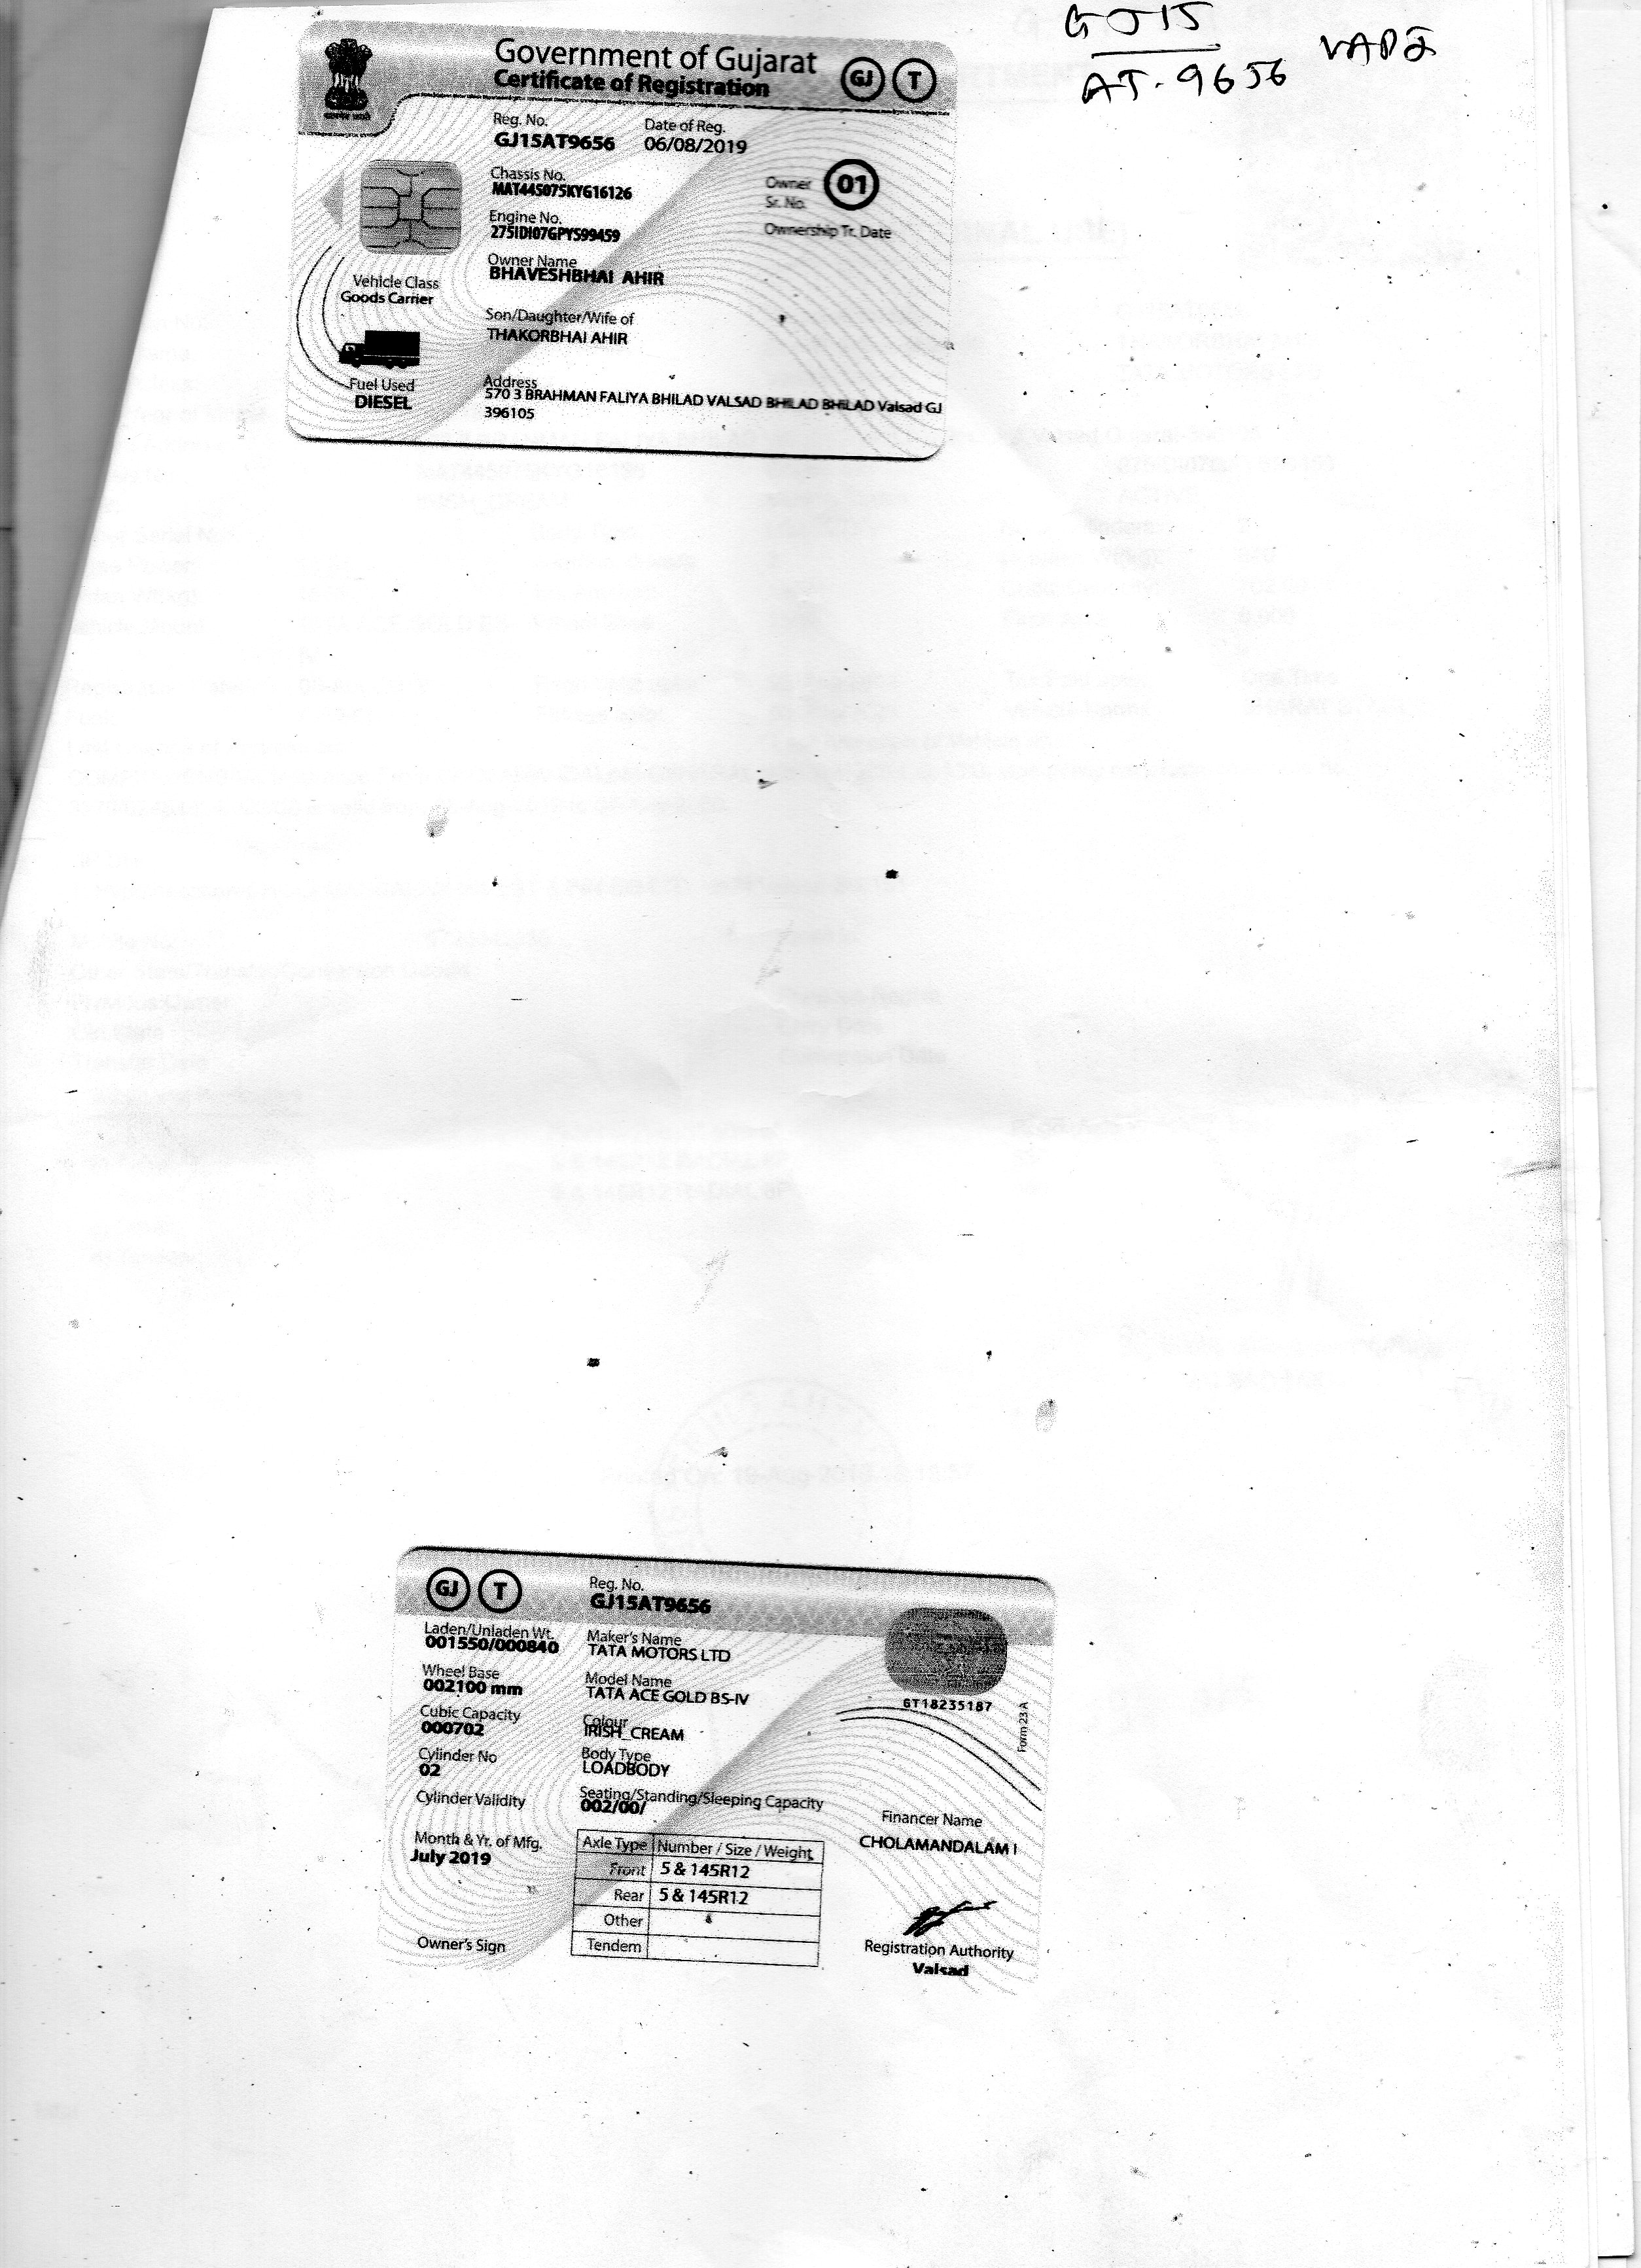 GJ15
AT-9656 VAPI
Government of Gujarat
Certificate of Registration
GJ T
Reg. No. Date of Reg.
GJ15AT9656 06/08/2019
Chassis No.
MAT445075KYG16126
Owner 01
Sr. No.
Engine No.
275IDI07GPYS99459
Ownership Tr. Date
Owner Name
BHAVESHBHAI AHIR
Vehicle Class
Goods Carrier
Son/Daughter/Wife of
THAKORBHAI AHIR
Fuel Used
DIESEL
Address
570 3 BRAHMAN FALIYA BHILAD VALSAD BHILAD BHILAD Valsad GJ
396105
GJ T
Reg. No.
GJ15AT9656
Laden/Unladen Wt.
001550/000840
Maker's Name
TATA MOTORS LTD
Wheel Base
002100 mm
Model Name
TATA ACE GOLD BS-IV
GT18235187
Form 23 A
Cubic Capacity
000702
Colour
IRISH_CREAM
Cylinder No
02
Body Type
LOADBODY
Cylinder Validity
Seating/Standing/Sleeping Capacity
002/00/
Financer Name
CHOLAMANDALAM I
Month & Yr. of Mfg.
July 2019
Axle Type Number / Size / Weight
Front 5 & 145R12
Rear 5 & 145R12
Other
Tendem
Owner's Sign
Registration Authority
Valsad